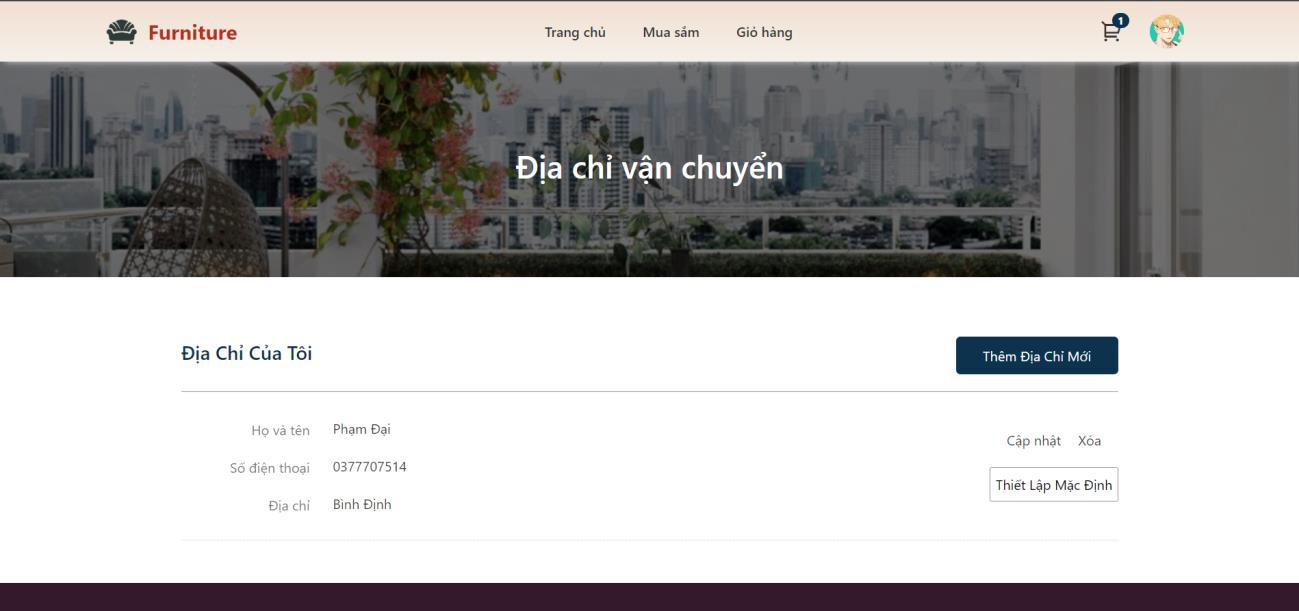 Furniture
Trang chủ
Mua sắm
Giỏ hàng
1
Địa chỉ vận chuyển
Địa Chỉ Của Tôi
Thêm Địa Chỉ Mới
Họ và tên Phạm Đại
Số điện thoại 0377707514
Địa chỉ Bình Định
Cập nhật Xóa
Thiết Lập Mặc Định